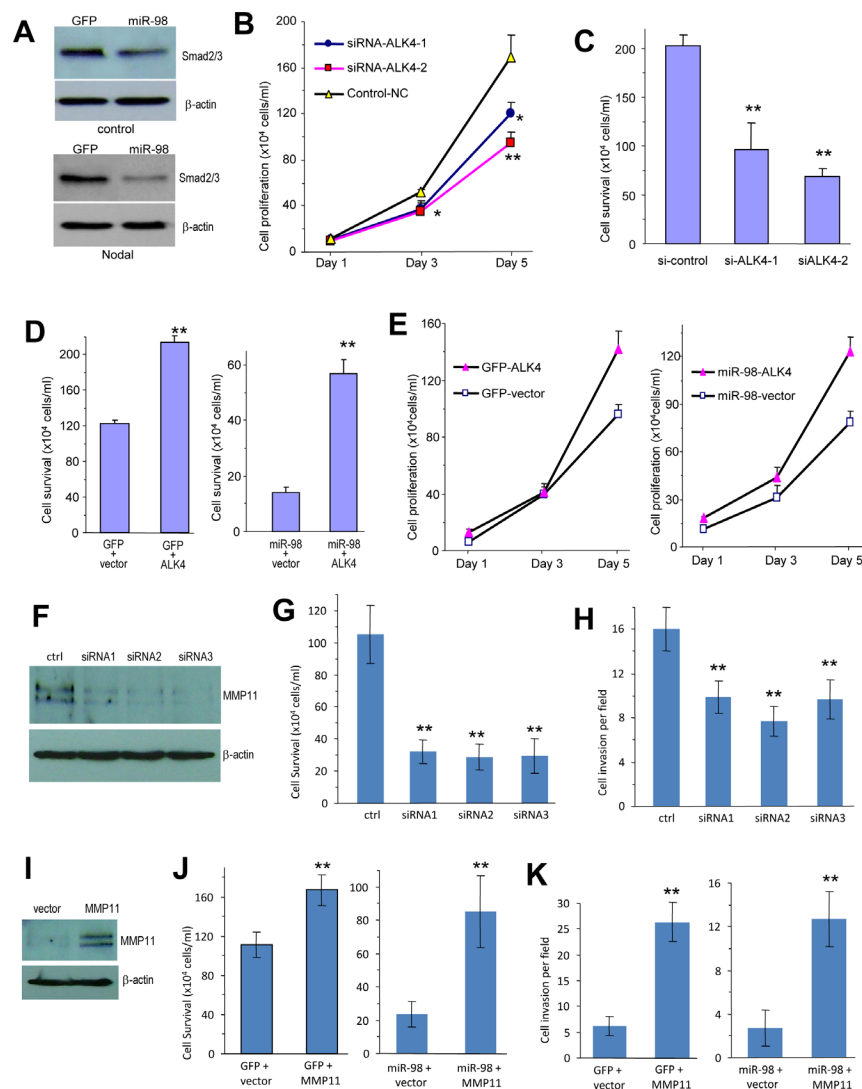 A
GFP miR-98
Smad2/3
β-actin
control
GFP miR-98
Smad2/3
β-actin
Nodal
B
Cell proliferation (x10⁴ cells/ml)
200
160
120
80
40
0
siRNA-ALK4-1
siRNA-ALK4-2
Control-NC
*
*
**
Day 1 Day 3 Day 5
C
Cell survival (x10⁴ cells/ml)
200
150
100
50
0
**
**
si-control si-ALK4-1 siALK4-2
D
Cell survival (x10⁴ cells/ml)
200
160
120
80
40
0
**
GFP + vector
GFP + ALK4
Cell survival (x10⁴ cells/ml)
60
40
20
0
**
miR-98 + vector
miR-98 + ALK4
E
Cell proliferation (x10⁴cells/ml)
160
120
80
40
0
GFP-ALK4
GFP-vector
Day 1 Day 3 Day 5
Cell proliferation (x10⁴cells/ml)
120
90
60
30
0
miR-98-ALK4
miR-98-vector
Day 1 Day 3 Day 5
F
ctrl siRNA1 siRNA2 siRNA3
MMP11
β-actin
G
Cell Survival (x10⁴ cells/ml)
120
100
80
60
40
20
0
**
**
**
ctrl siRNA1 siRNA2 siRNA3
H
Cell invasion per field
16
12
8
4
0
**
**
**
ctrl siRNA1 siRNA2 siRNA3
I
vector MMP11
MMP11
β-actin
J
Cell Survival (x10⁴ cells/ml)
160
120
80
40
0
**
GFP + vector
GFP + MMP11
100
80
60
40
20
0
**
miR-98 + vector
miR-98 + MMP11
K
Cell invasion per field
30
25
20
15
10
5
0
**
GFP + vector
GFP + MMP11
15
12
9
6
3
0
**
miR-98 + vector
miR-98 + MMP11